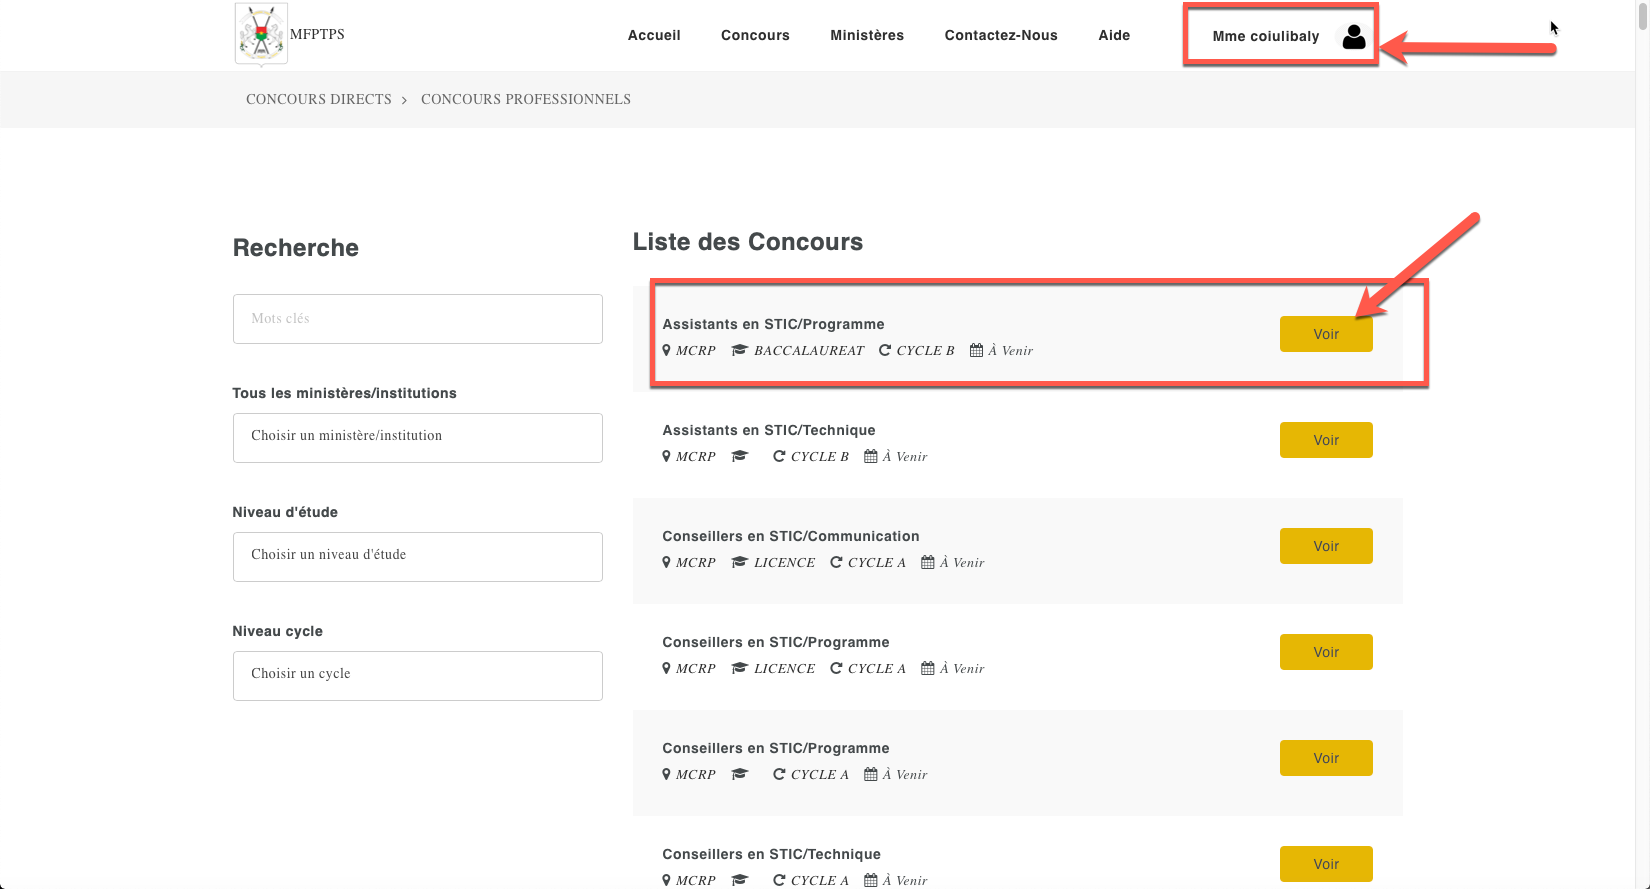 MFPTPS
Accueil Concours Ministères Contactez-Nous Aide Mme coiulibaly
CONCOURS DIRECTS > CONCOURS PROFESSIONNELS
Recherche
Mots clés
Tous les ministères/institutions
Choisir un ministère/institution
Niveau d'étude
Choisir un niveau d'étude
Niveau cycle
Choisir un cycle
Liste des Concours
Assistants en STIC/Programme
MCRP BACCALAUREAT CYCLE B À Venir
Voir
Assistants en STIC/Technique
MCRP CYCLE B À Venir
Voir
Conseillers en STIC/Communication
MCRP LICENCE CYCLE A À Venir
Voir
Conseillers en STIC/Programme
MCRP LICENCE CYCLE A À Venir
Voir
Conseillers en STIC/Programme
MCRP CYCLE A À Venir
Voir
Conseillers en STIC/Technique
MCRP CYCLE A À Venir
Voir